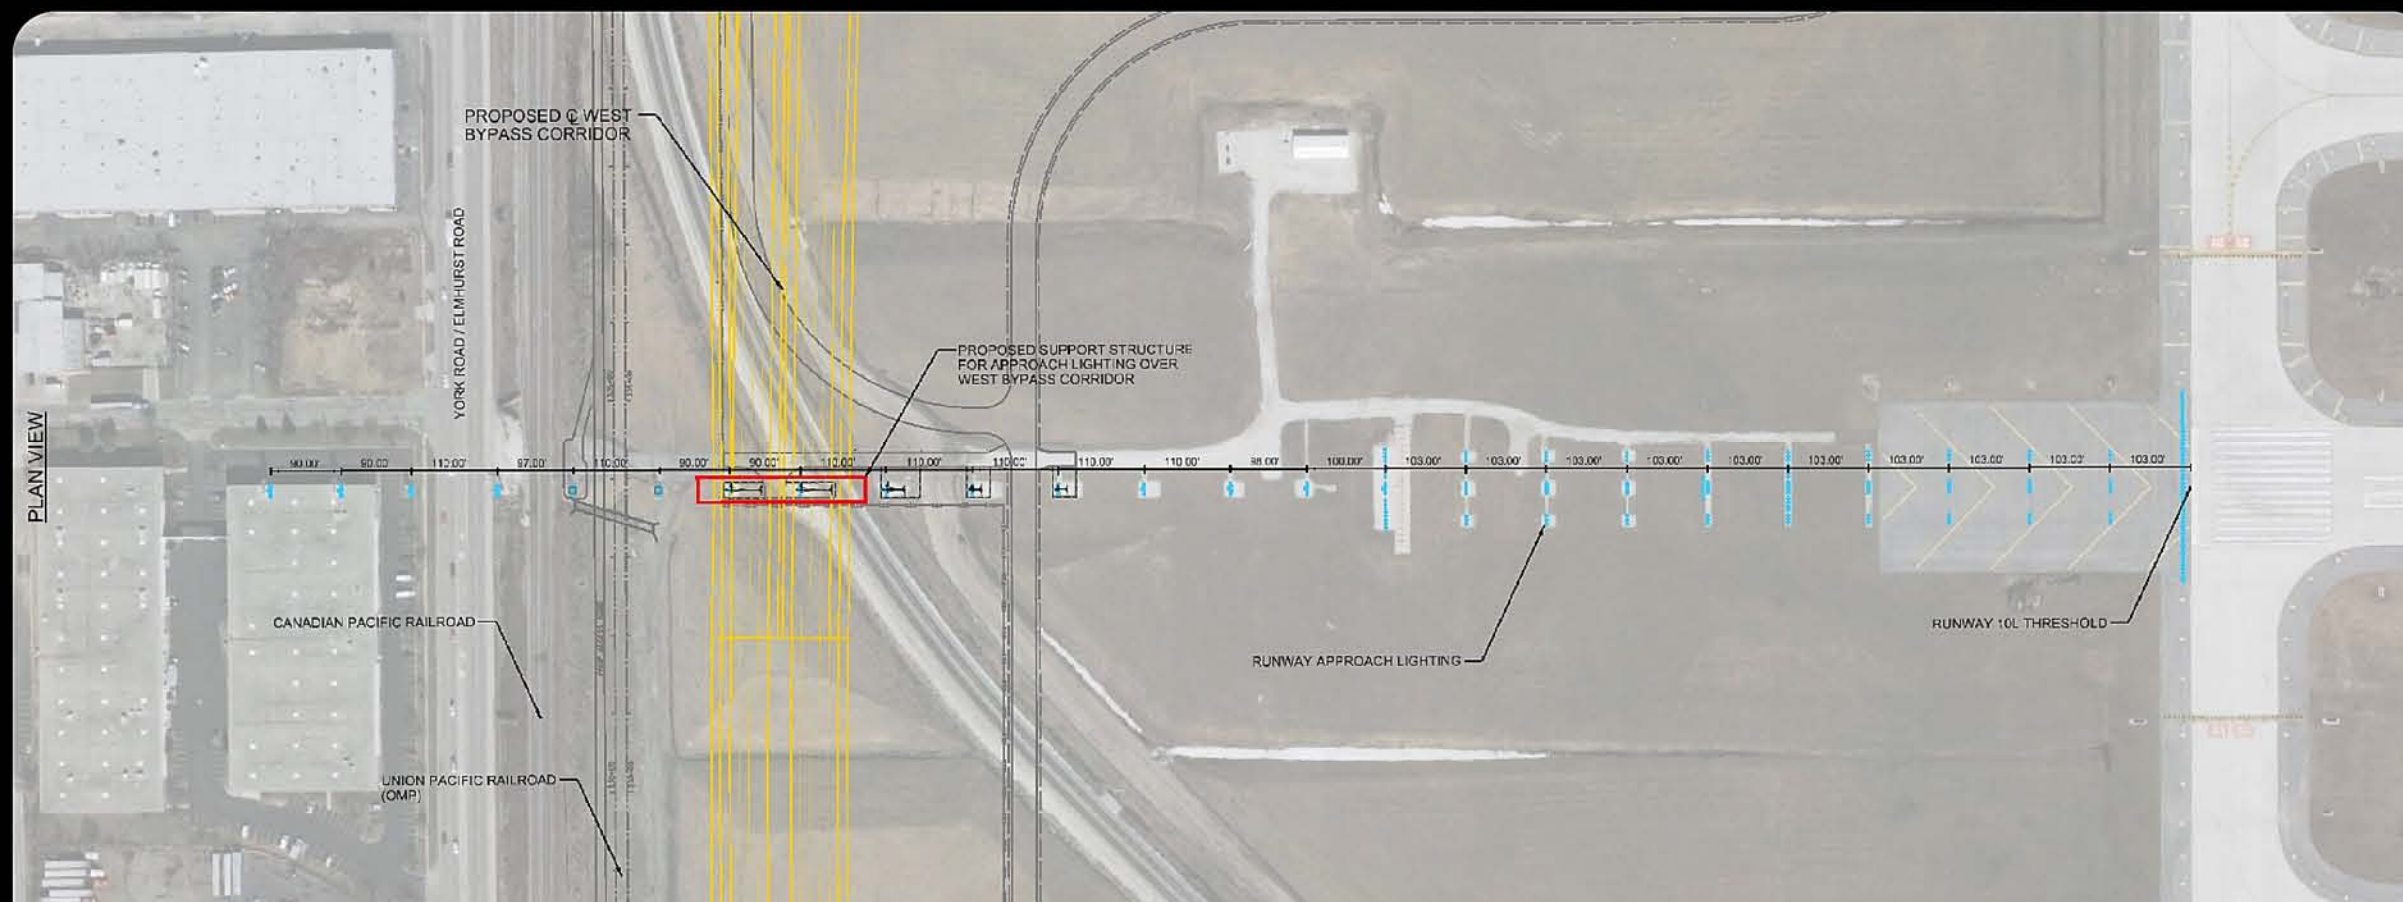 PROPOSED ℄ WEST
BYPASS CORRIDOR
YORK ROAD / ELMHURST ROAD
PROPOSED SUPPORT STRUCTURE
FOR APPROACH LIGHTING OVER
WEST BYPASS CORRIDOR
PLAN VIEW
90.00' 90.00' 110.00' 97.00' 110.00' 90.00' 90.00' 110.00' 110.00' 110.00' 110.00' 110.00' 98.00' 100.00' 103.00' 103.00' 103.00' 103.00' 103.00' 103.00' 103.00' 103.00' 103.00' 103.00'
CANADIAN PACIFIC RAILROAD
RUNWAY 10L THRESHOLD
RUNWAY APPROACH LIGHTING
UNION PACIFIC RAILROAD
(OMP)